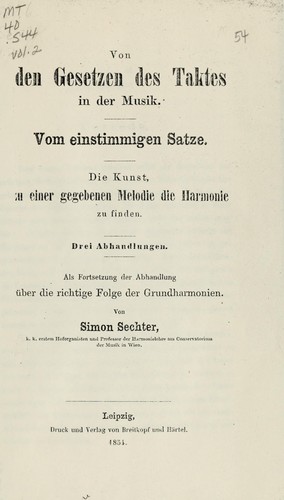 MT
40
.S44
vol.2
54
Von
den Gesetzen des Taktes
in der Musik.
Vom einstimmigen Satze.
Die Kunst,
zu einer gegebenen Melodie die Harmonie
zu finden.
Drei Abhandlungen.
Als Fortsetzung der Abhandlung
über die richtige Folge der Grundharmonien.
Von
Simon Sechter,
k. k. erstem Hoforganisten und Professor der Harmonielehre am Conservatorium
der Musik in Wien.
Leipzig,
Druck und Verlag von Breitkopf und Härtel.
1854.